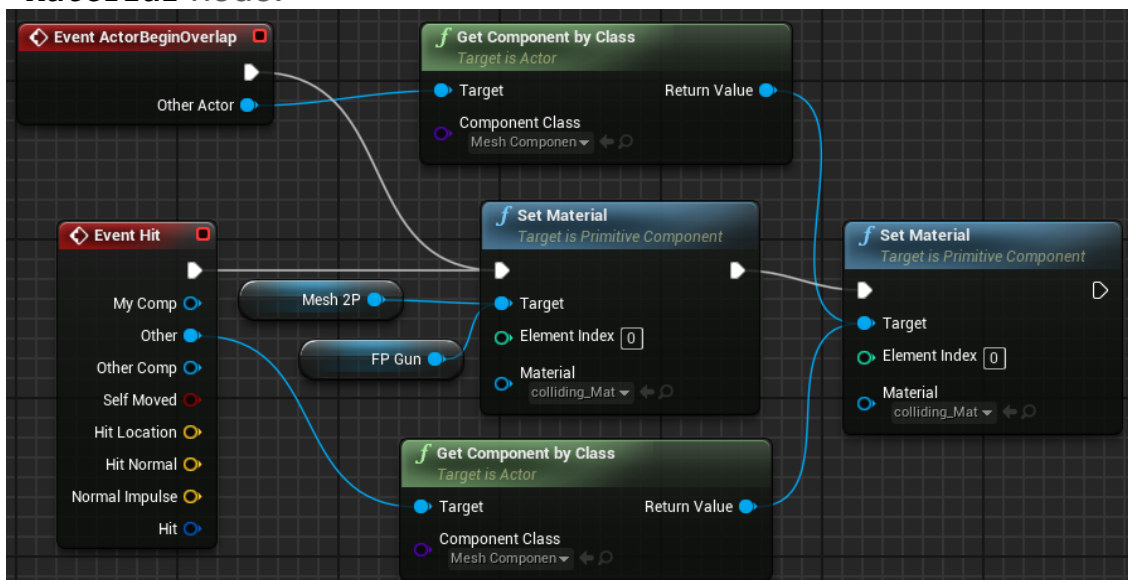 Material node.
Event ActorBeginOverlap
Other Actor
Get Component by Class
Target is Actor
Target
Return Value
Component Class
Mesh Componen
Event Hit
My Comp
Other
Other Comp
Self Moved
Hit Location
Hit Normal
Normal Impulse
Hit
Mesh 2P
FP Gun
Set Material
Target is Primitive Component
Target
Element Index 0
Material
colliding_Mat
Set Material
Target is Primitive Component
Target
Element Index 0
Material
colliding_Mat
Get Component by Class
Target is Actor
Target
Return Value
Component Class
Mesh Componen